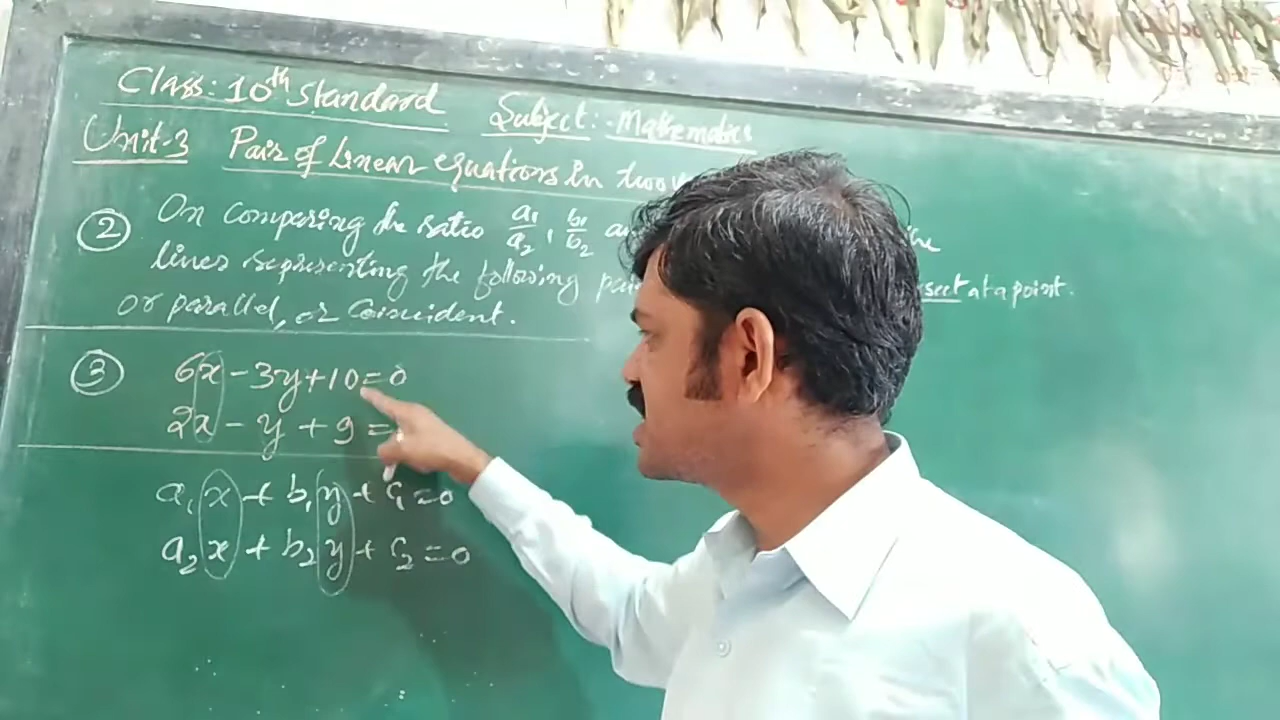 Class: 10th Standard Subject:- Mathematics
Unit-3 Pair of Linear equations in two
② On comparing the ratio a₁/a₂, b₁/b₂ the
lines representing the following sect at a point.
or parallel, or Coincident.
③ 6x - 3y + 10 = 0
2x - y + 9 =
a₁x + b₁y + c₁ = 0
a₂x + b₂y + c₂ = 0